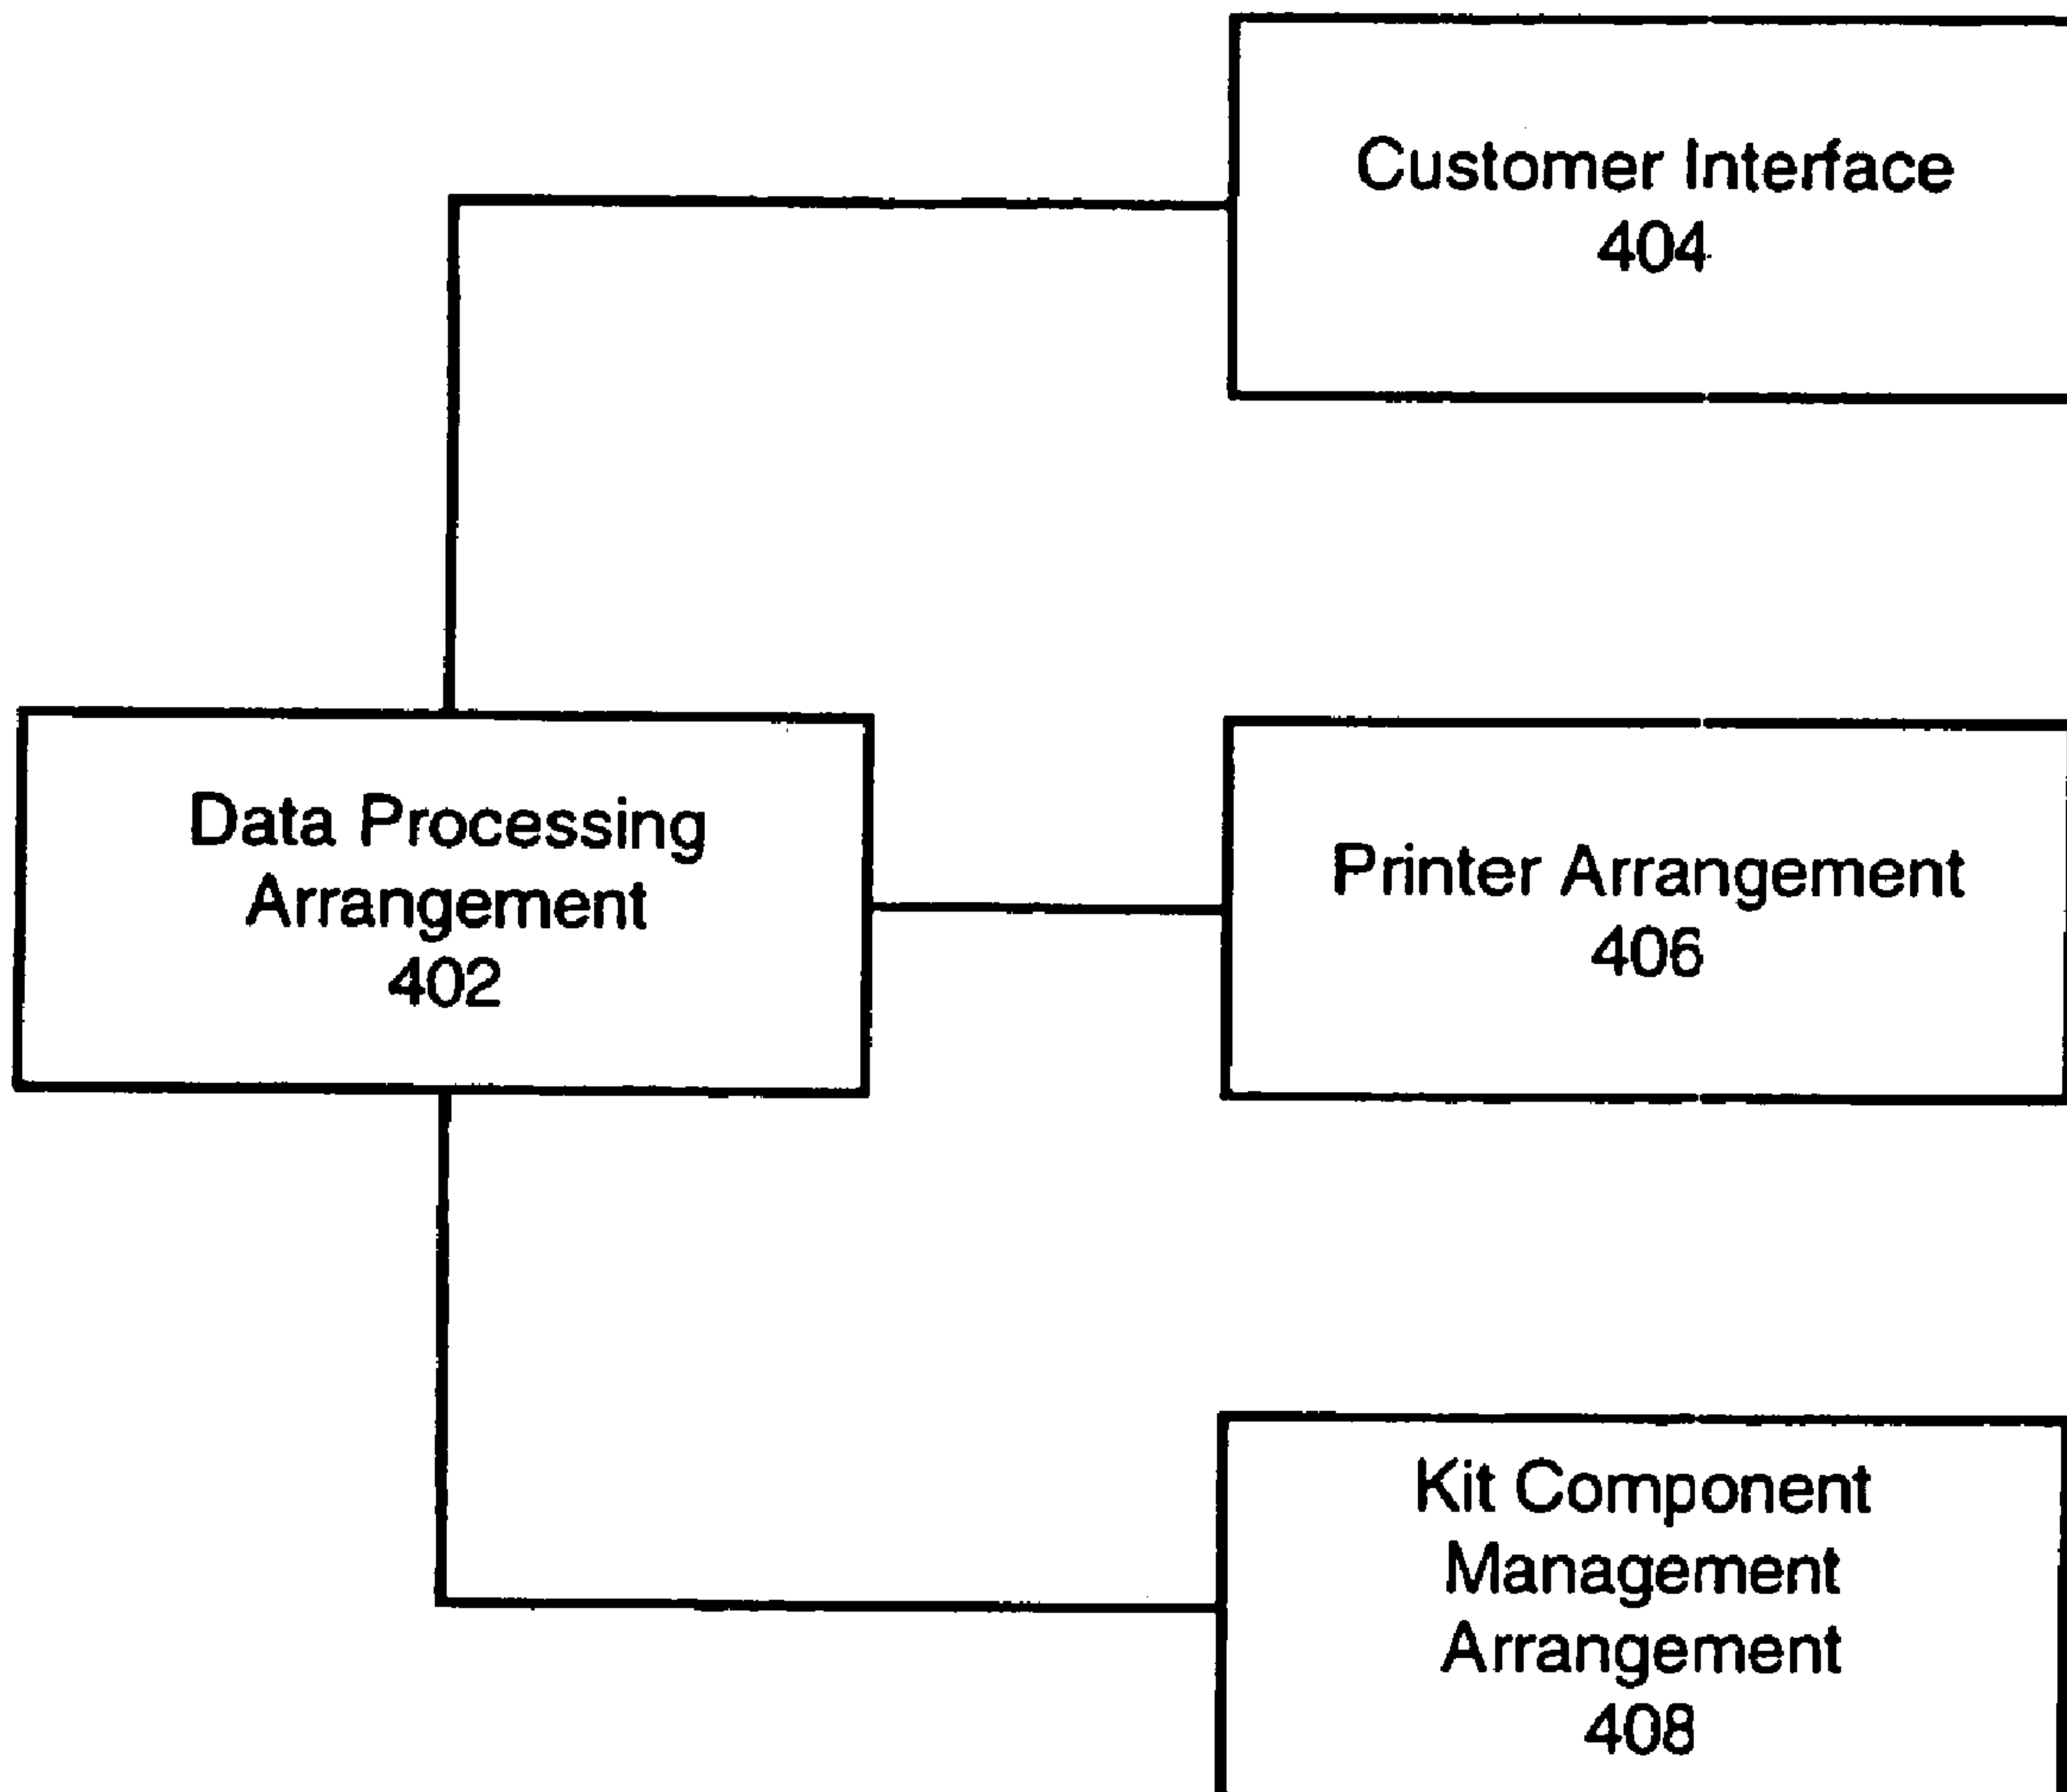 Customer Interface
404
Data Processing
Arrangement
402
Printer Arrangement
406
Kit Component
Management
Arrangement
408